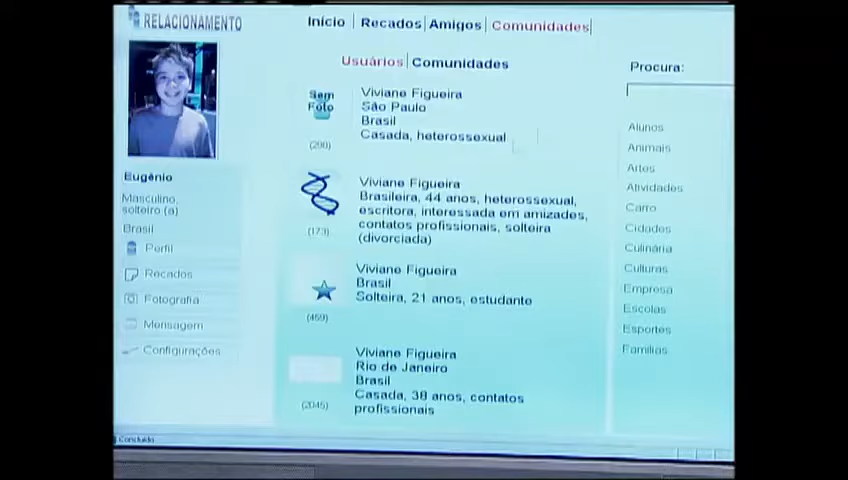 RELACIONAMENTO
Início
Recados
Amigos
Comunidades
Usuários
Comunidades
Procura:
Sem
Foto
(290)
Viviane Figueira
São Paulo
Brasil
Casada, heterossexual
(173)
Viviane Figueira
Brasileira, 44 anos, heterossexual,
escritora, interessada em amizades,
contatos profissionais, solteira
(divorciada)
(459)
Viviane Figueira
Brasil
Solteira, 21 anos, estudante
(2045)
Viviane Figueira
Rio de Janeiro
Brasil
Casada, 38 anos, contatos
profissionais
Eugênio
Masculino,
solteiro (a)
Brasil
Perfil
Recados
Fotografia
Mensagem
Configurações
Alunos
Animais
Artes
Atividades
Carro
Cidades
Culinária
Culturas
Empresa
Escolas
Esportes
Famílias
Concluído